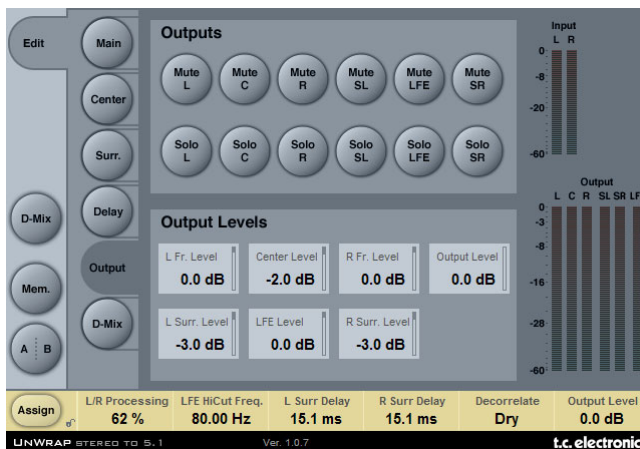 Edit
Main
Center
Surr.
Delay
Output
D-Mix
D-Mix
Mem.
A B
Outputs
Mute L
Mute C
Mute R
Mute SL
Mute LFE
Mute SR
Solo L
Solo C
Solo R
Solo SL
Solo LFE
Solo SR
Output Levels
L Fr. Level
0.0 dB
Center Level
-2.0 dB
R Fr. Level
0.0 dB
Output Level
0.0 dB
L Surr. Level
-3.0 dB
LFE Level
0.0 dB
R Surr. Level
-3.0 dB
Input
L R
0
-8
-20
-60
Output
L C R SL SR LF
0
-3
-8
-16
-28
-60
Assign
L/R Processing
62 %
LFE HiCut Freq.
80.00 Hz
L Surr Delay
15.1 ms
R Surr Delay
15.1 ms
Decorrelate
Dry
Output Level
0.0 dB
UNWRAP STEREO TO 5.1
Ver. 1.0.7
t.c. electronic